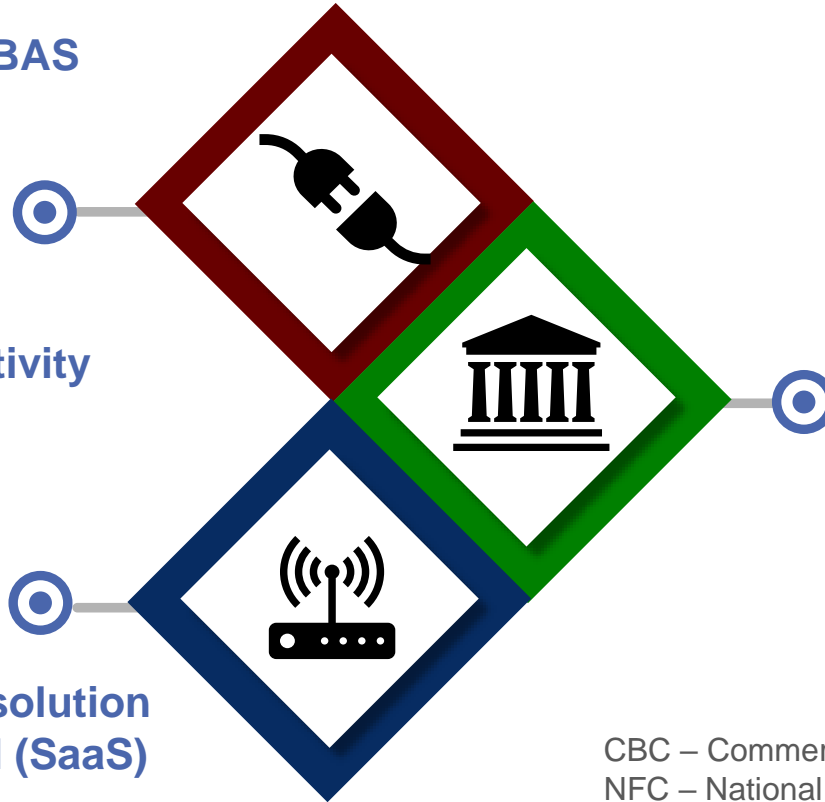 BAS
tivity
solution
(SaaS)
CBC – Commer
NFC – National